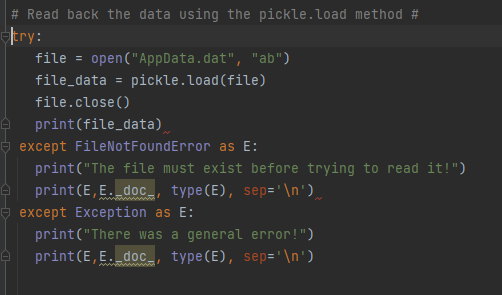 # Read back the data using the pickle.load method #
try:
    file = open("AppData.dat", "ab")
    file_data = pickle.load(file)
    file.close()
    print(file_data)
except FileNotFoundError as E:
    print("The file must exist before trying to read it!")
    print(E,E._doc_, type(E), sep='\n')
except Exception as E:
    print("There was a general error!")
    print(E,E._doc_, type(E), sep='\n')